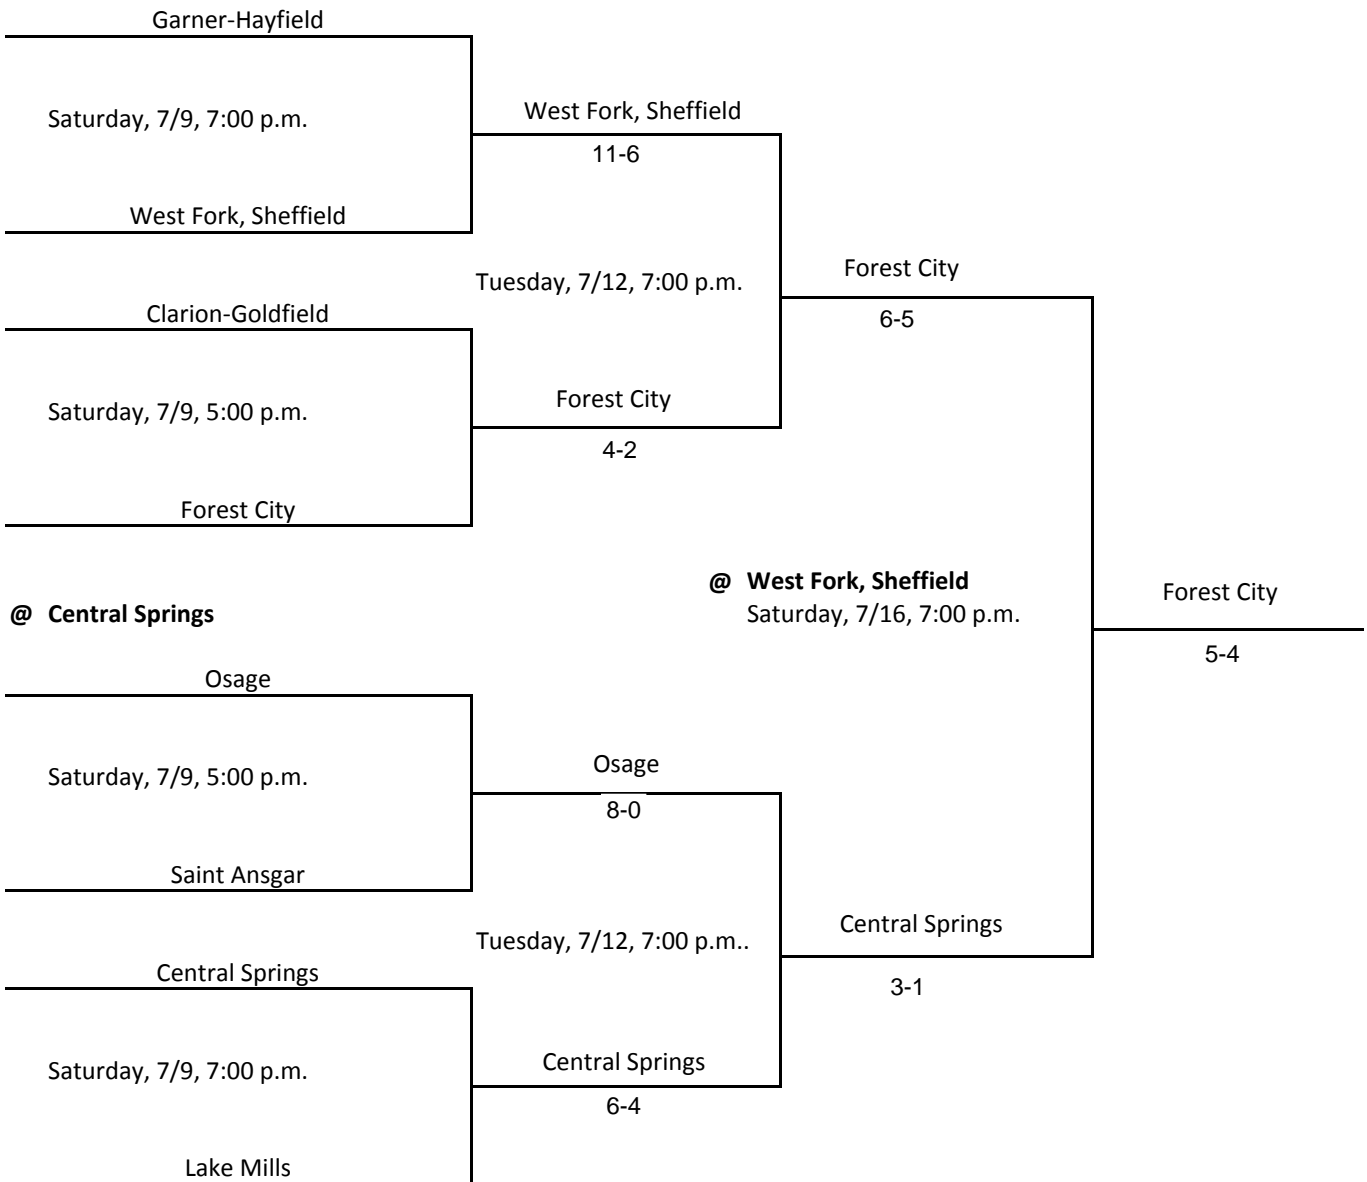 Garner-Hayfield
Saturday, 7/9, 7:00 p.m.
West Fork, Sheffield
11-6
West Fork, Sheffield
Tuesday, 7/12, 7:00 p.m.
Forest City
6-5
Clarion-Goldfield
Saturday, 7/9, 5:00 p.m.
Forest City
4-2
Forest City
@ West Fork, Sheffield
Saturday, 7/16, 7:00 p.m.
Forest City
5-4
@ Central Springs
Osage
Saturday, 7/9, 5:00 p.m.
Osage
8-0
Saint Ansgar
Tuesday, 7/12, 7:00 p.m..
Central Springs
3-1
Central Springs
Saturday, 7/9, 7:00 p.m.
Central Springs
6-4
Lake Mills